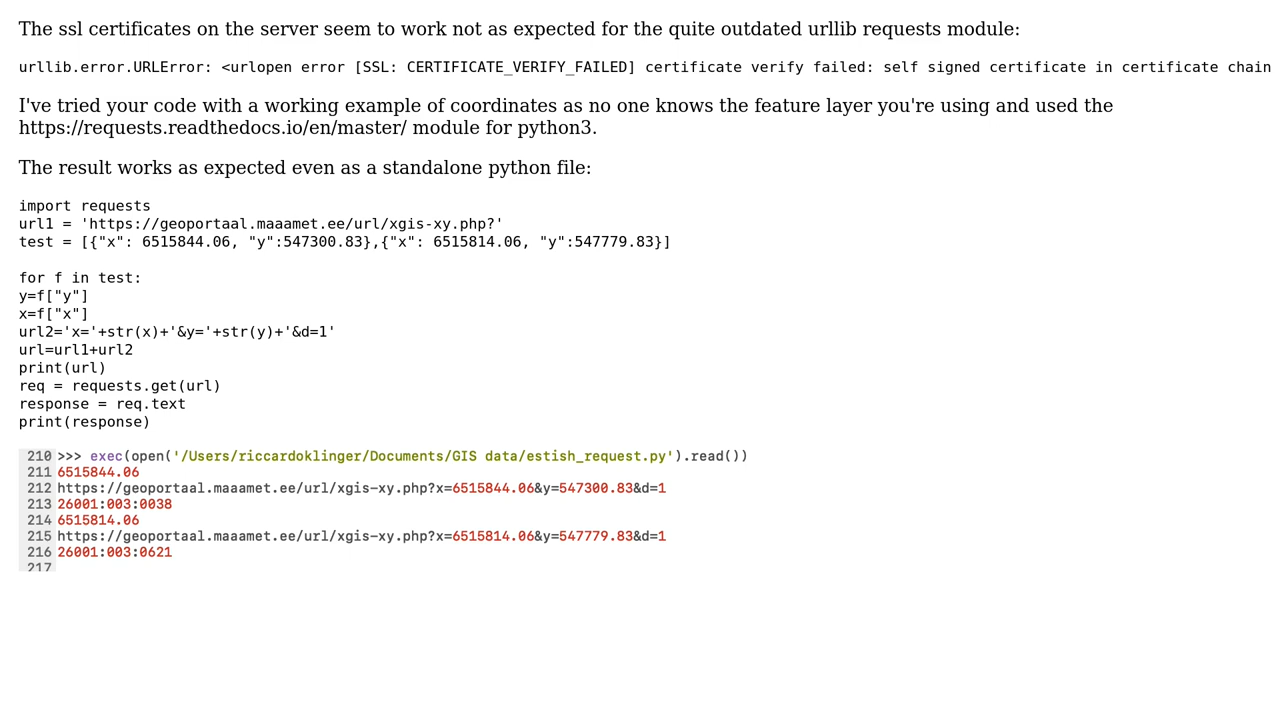 The ssl certificates on the server seem to work not as expected for the quite outdated urllib requests module:
urllib.error.URLError: <urlopen error [SSL: CERTIFICATE_VERIFY_FAILED] certificate verify failed: self signed certificate in certificate chain
I've tried your code with a working example of coordinates as no one knows the feature layer you're using and used the
https://requests.readthedocs.io/en/master/ module for python3.
The result works as expected even as a standalone python file:
import requests
url1 = 'https://geoportaal.maaamet.ee/url/xgis-xy.php?'
test = [{"x": 6515844.06, "y":547300.83},{"x": 6515814.06, "y":547779.83}]
for f in test:
y=f["y"]
x=f["x"]
url2='x='+str(x)+'&y='+str(y)+'&d=1'
url=url1+url2
print(url)
req = requests.get(url)
response = req.text
print(response)
210 >>> exec(open('/Users/riccardoklinger/Documents/GIS data/estish_request.py').read())
211 6515844.06
212 https://geoportaal.maaamet.ee/url/xgis-xy.php?x=6515844.06&y=547300.83&d=1
213 26001:003:0038
214 6515814.06
215 https://geoportaal.maaamet.ee/url/xgis-xy.php?x=6515814.06&y=547779.83&d=1
216 26001:003:0621
217